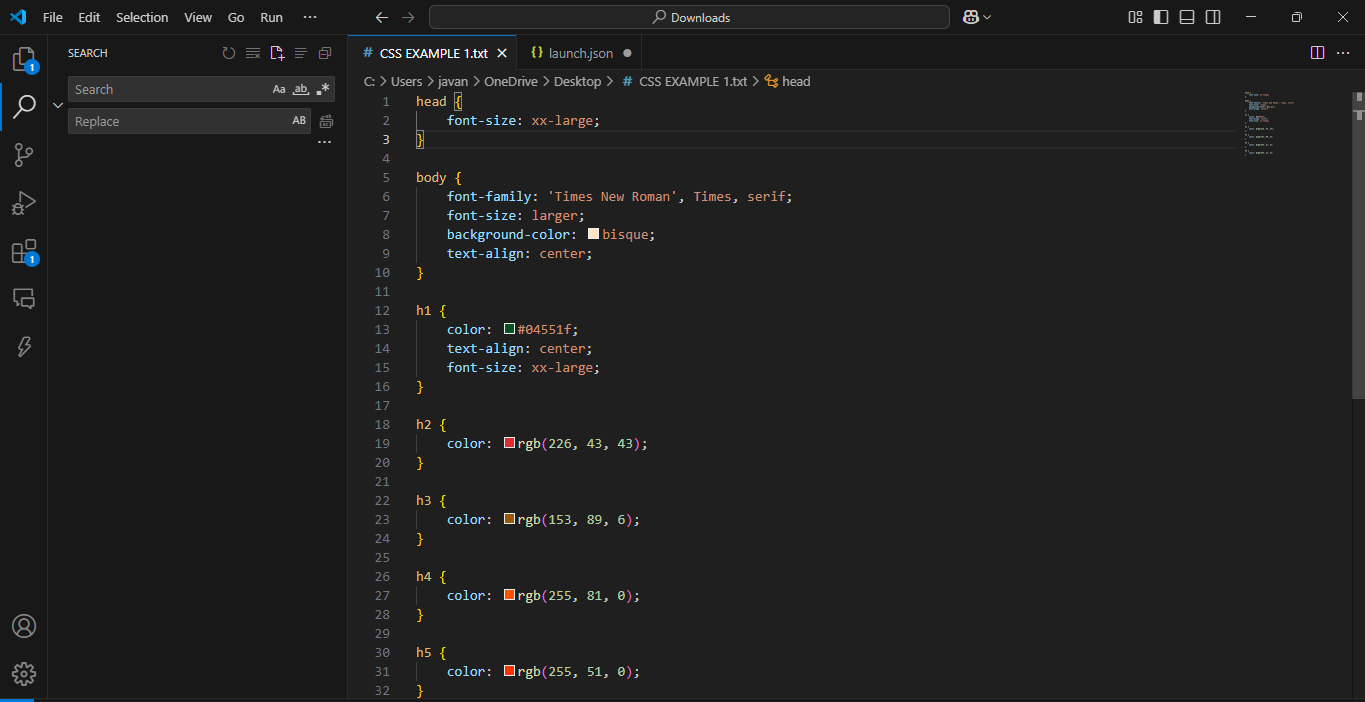 File Edit Selection View Go Run ···
Downloads
SEARCH
Search Aa ab .*
Replace AB
···
1
1
# CSS EXAMPLE 1.txt
{} launch.json
C: > Users > javan > OneDrive > Desktop > # CSS EXAMPLE 1.txt > head
1 head {
2 font-size: xx-large;
3 }
4
5 body {
6 font-family: 'Times New Roman', Times, serif;
7 font-size: larger;
8 background-color: bisque;
9 text-align: center;
10 }
11
12 h1 {
13 color: #04551f;
14 text-align: center;
15 font-size: xx-large;
16 }
17
18 h2 {
19 color: rgb(226, 43, 43);
20 }
21
22 h3 {
23 color: rgb(153, 89, 6);
24 }
25
26 h4 {
27 color: rgb(255, 81, 0);
28 }
29
30 h5 {
31 color: rgb(255, 51, 0);
32 }